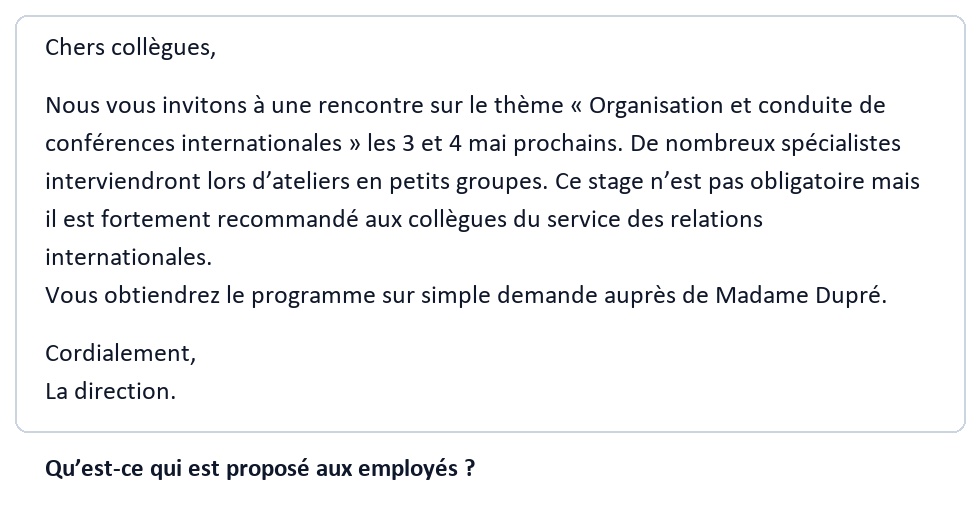 Chers collègues,
Nous vous invitons à une rencontre sur le thème « Organisation et conduite de
conférences internationales » les 3 et 4 mai prochains. De nombreux spécialistes
interviendront lors d’ateliers en petits groupes. Ce stage n’est pas obligatoire mais
il est fortement recommandé aux collègues du service des relations
internationales.
Vous obtiendrez le programme sur simple demande auprès de Madame Dupré.
Cordialement,
La direction.
Qu’est-ce qui est proposé aux employés ?